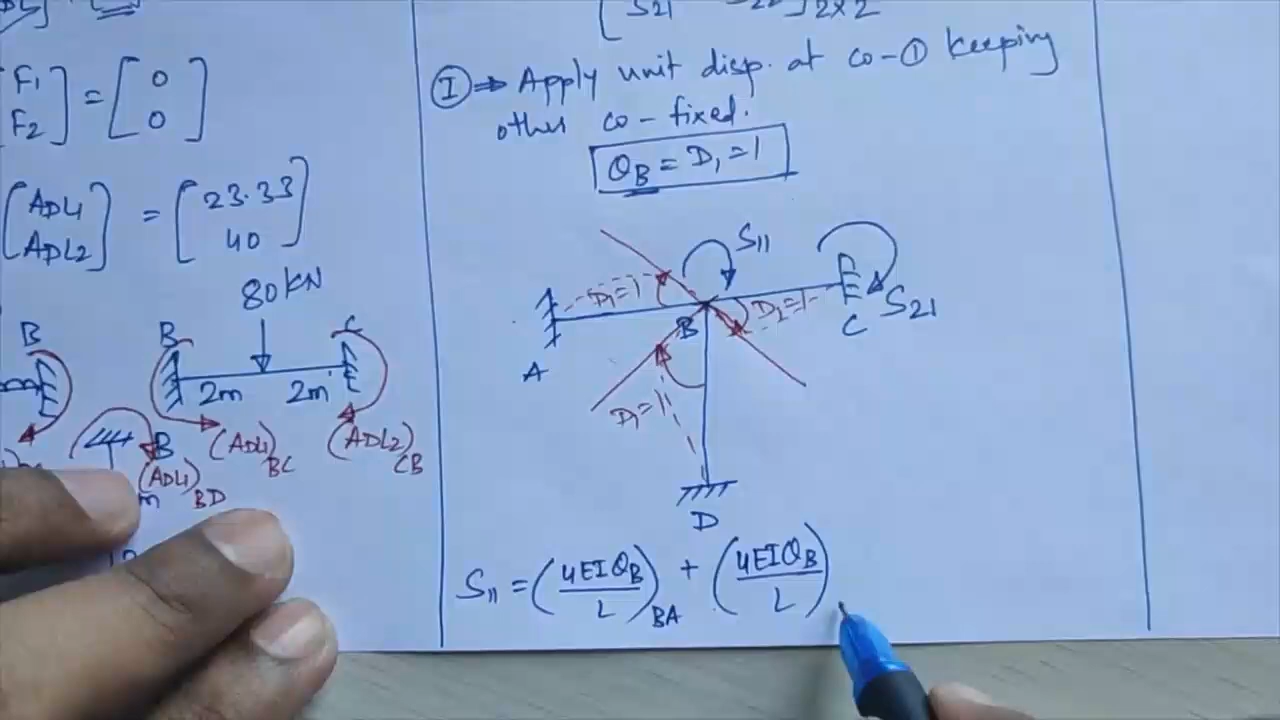 S21 22 ]2x2
F1
F2 ] = [ 0
0 ]
[ ADL1
ADL2 ] = [ 23.33
40 ]
80 KN
B
B
C
2m
2m
(ADL1)BC
(ADL2)CB
B
(ADL1)BD
m
I ⇒ Apply unit disp. at co-① keeping
other co-fixed.
θB = D1 = 1
S11
D1=1
D1=1
S21
B
C
A
D1=1
D
S11 = (4EIθB/L)BA + (4EIθB/L)